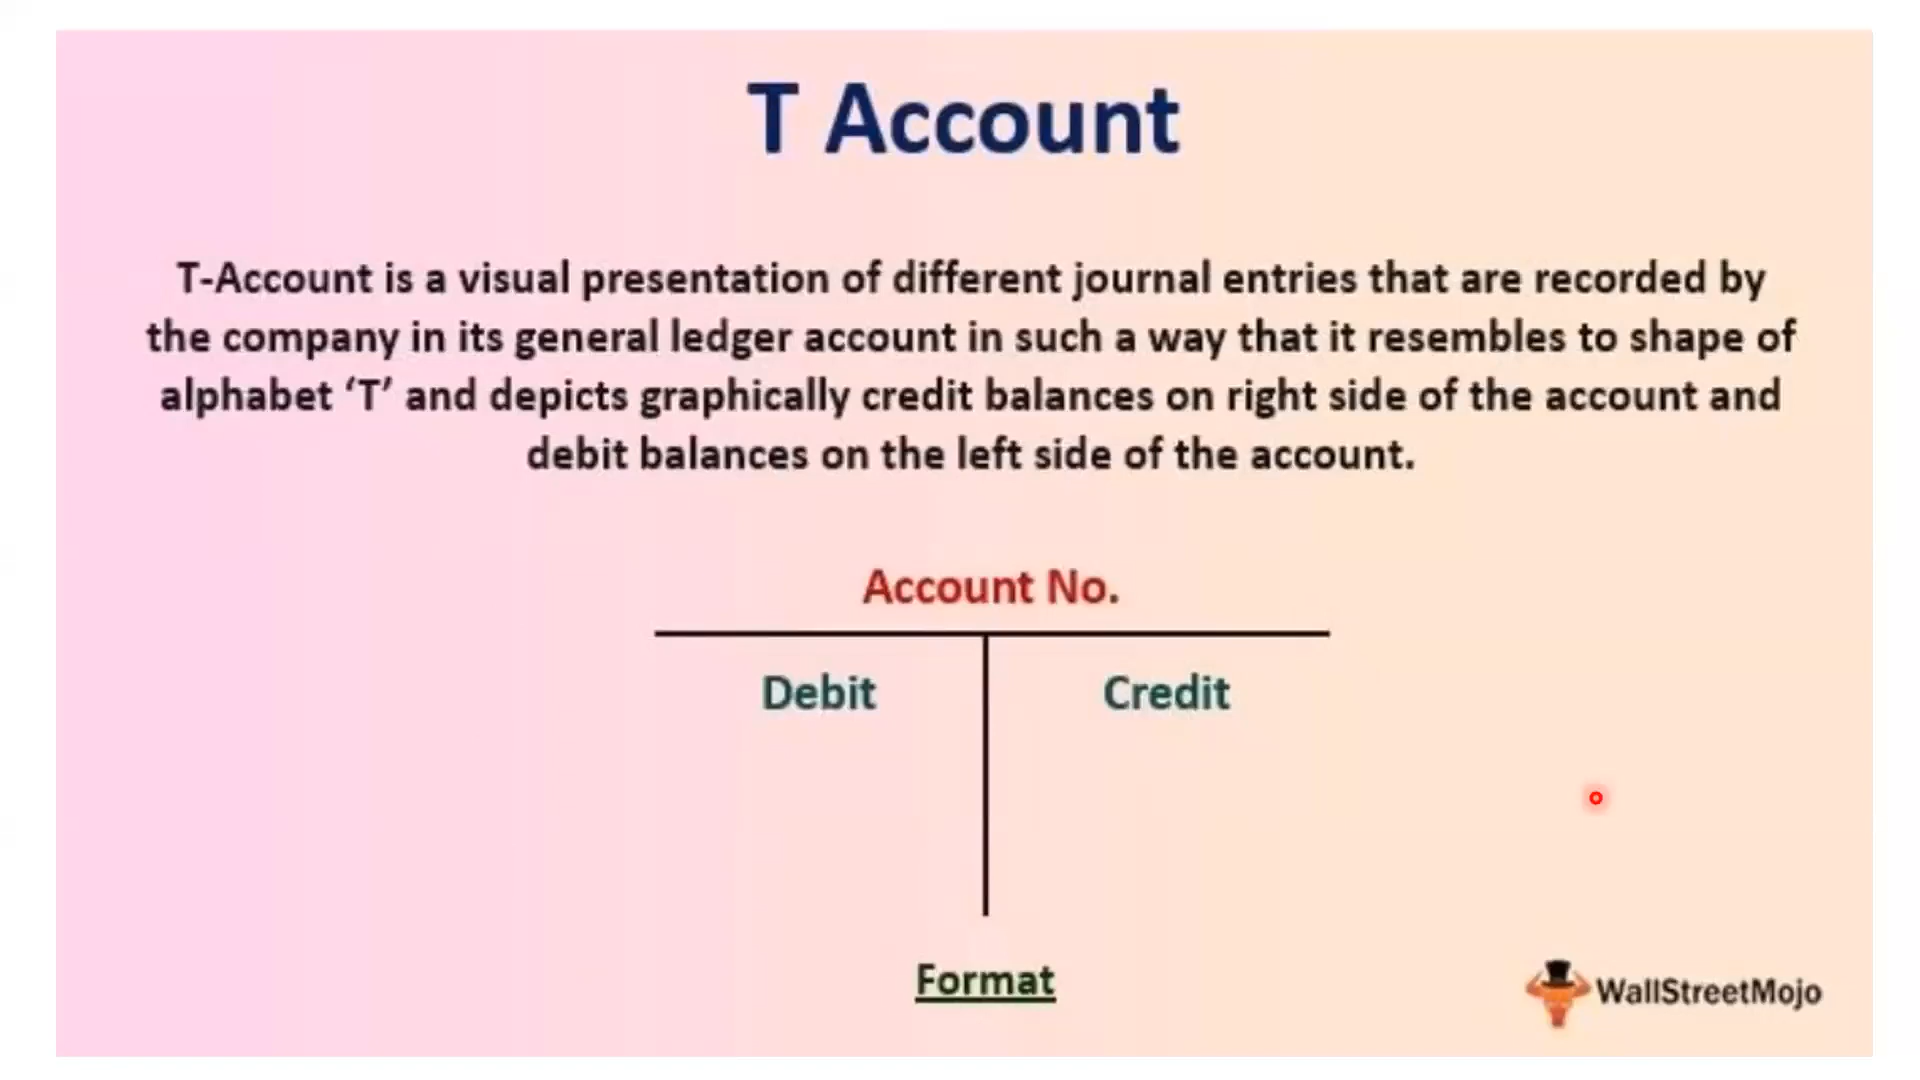 T Account
T-Account is a visual presentation of different journal entries that are recorded by
the company in its general ledger account in such a way that it resembles to shape of
alphabet ‘T’ and depicts graphically credit balances on right side of the account and
debit balances on the left side of the account.
Account No.
Debit Credit
Format
WallStreetMojo